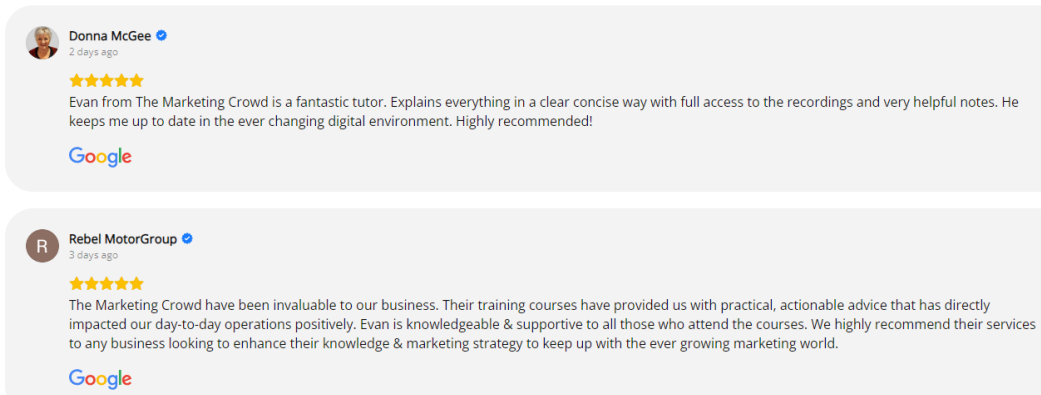 Donna McGee
2 days ago
Evan from The Marketing Crowd is a fantastic tutor. Explains everything in a clear concise way with full access to the recordings and very helpful notes. He
keeps me up to date in the ever changing digital environment. Highly recommended!
Google
R
Rebel MotorGroup
3 days ago
The Marketing Crowd have been invaluable to our business. Their training courses have provided us with practical, actionable advice that has directly
impacted our day-to-day operations positively. Evan is knowledgeable & supportive to all those who attend the courses. We highly recommend their services
to any business looking to enhance their knowledge & marketing strategy to keep up with the ever growing marketing world.
Google